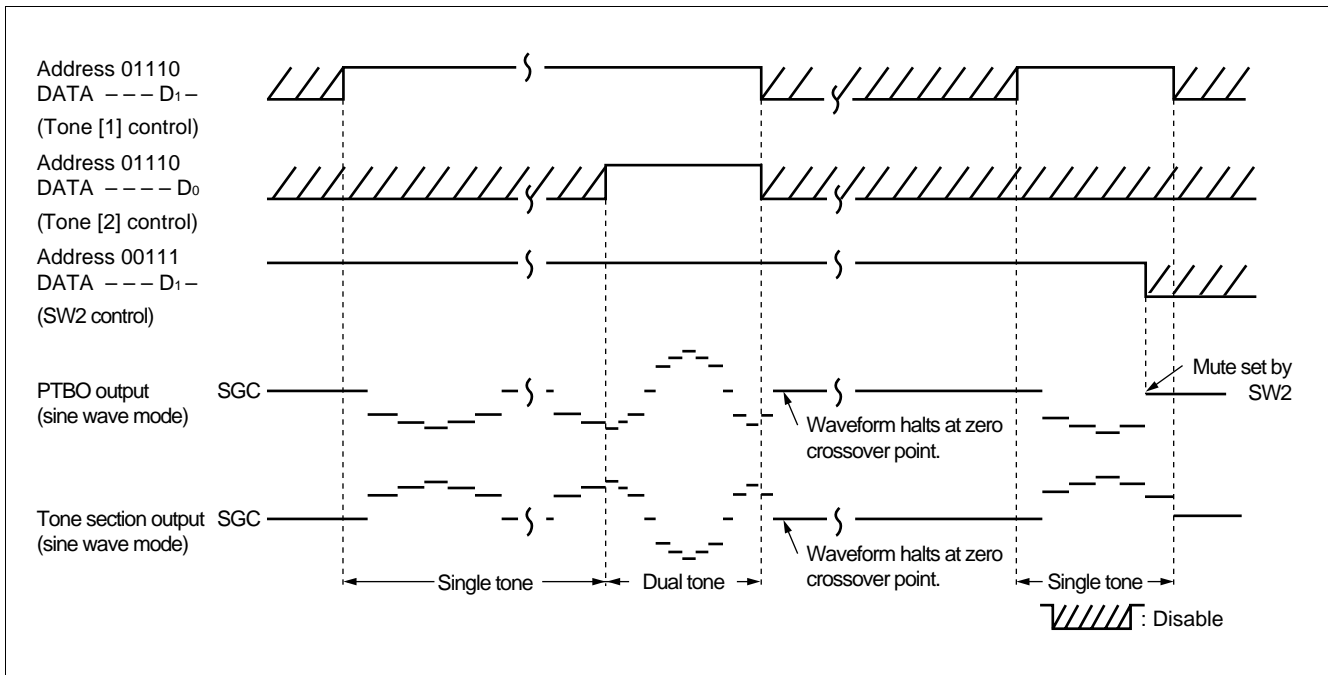 Address 01110
DATA – – – D1 –
(Tone [1] control)
Address 01110
DATA – – – – D0
(Tone [2] control)
Address 00111
DATA – – – D1 –
(SW2 control)
PTBO output
(sine wave mode)
SGC
Mute set by
SW2
Waveform halts at zero
crossover point.
Tone section output
(sine wave mode)
SGC
Waveform halts at zero
crossover point.
Single tone
Dual tone
Single tone
: Disable